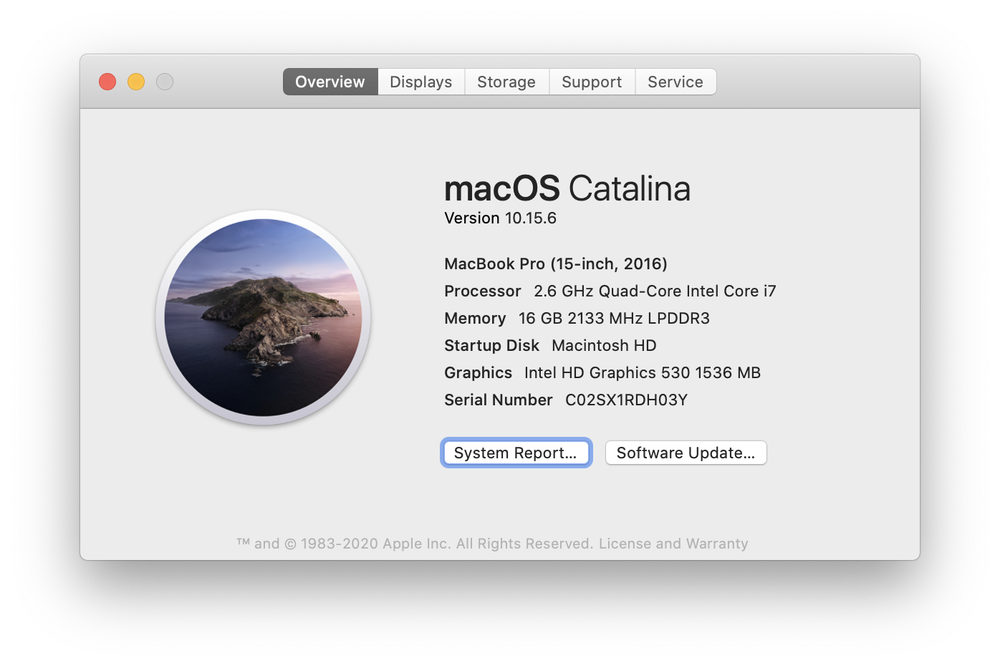 Overview Displays Storage Support Service
macOS Catalina
Version 10.15.6
MacBook Pro (15-inch, 2016)
Processor 2.6 GHz Quad-Core Intel Core i7
Memory 16 GB 2133 MHz LPDDR3
Startup Disk Macintosh HD
Graphics Intel HD Graphics 530 1536 MB
Serial Number C02SX1RDH03Y
System Report... Software Update...
™ and © 1983-2020 Apple Inc. All Rights Reserved. License and Warranty